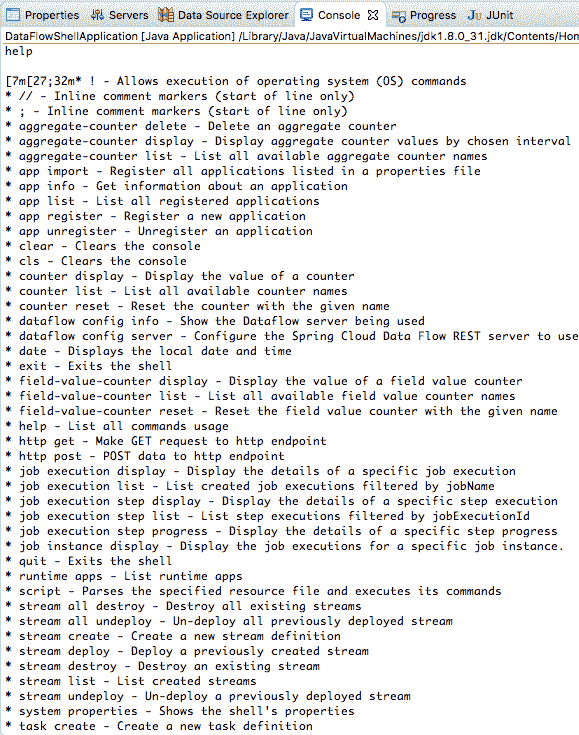 Properties Servers Data Source Explorer Console Progress JUnit
DataFlowShellApplication [Java Application] /Library/Java/JavaVirtualMachines/jdk1.8.0_31.jdk/Contents/Hom
help
[7m[27;32m* ! - Allows execution of operating system (OS) commands
* // - Inline comment markers (start of line only)
* ; - Inline comment markers (start of line only)
* aggregate-counter delete - Delete an aggregate counter
* aggregate-counter display - Display aggregate counter values by chosen interval
* aggregate-counter list - List all available aggregate counter names
* app import - Register all applications listed in a properties file
* app info - Get information about an application
* app list - List all registered applications
* app register - Register a new application
* app unregister - Unregister an application
* clear - Clears the console
* cls - Clears the console
* counter display - Display the value of a counter
* counter list - List all available counter names
* counter reset - Reset the counter with the given name
* dataflow config info - Show the Dataflow server being used
* dataflow config server - Configure the Spring Cloud Data Flow REST server to use
* date - Displays the local date and time
* exit - Exits the shell
* field-value-counter display - Display the value of a field value counter
* field-value-counter list - List all available field value counter names
* field-value-counter reset - Reset the field value counter with the given name
* help - List all commands usage
* http get - Make GET request to http endpoint
* http post - POST data to http endpoint
* job execution display - Display the details of a specific job execution
* job execution list - List created job executions filtered by jobName
* job execution step display - Display the details of a specific step execution
* job execution step list - List step executions filtered by jobExecutionId
* job execution step progress - Display the details of a specific step progress
* job instance display - Display the job executions for a specific job instance.
* quit - Exits the shell
* runtime apps - List runtime apps
* script - Parses the specified resource file and executes its commands
* stream all destroy - Destroy all existing streams
* stream all undeploy - Un-deploy all previously deployed stream
* stream create - Create a new stream definition
* stream deploy - Deploy a previously created stream
* stream destroy - Destroy an existing stream
* stream list - List created streams
* stream undeploy - Un-deploy a previously deployed stream
* system properties - Shows the shell's properties
* task create - Create a new task definition